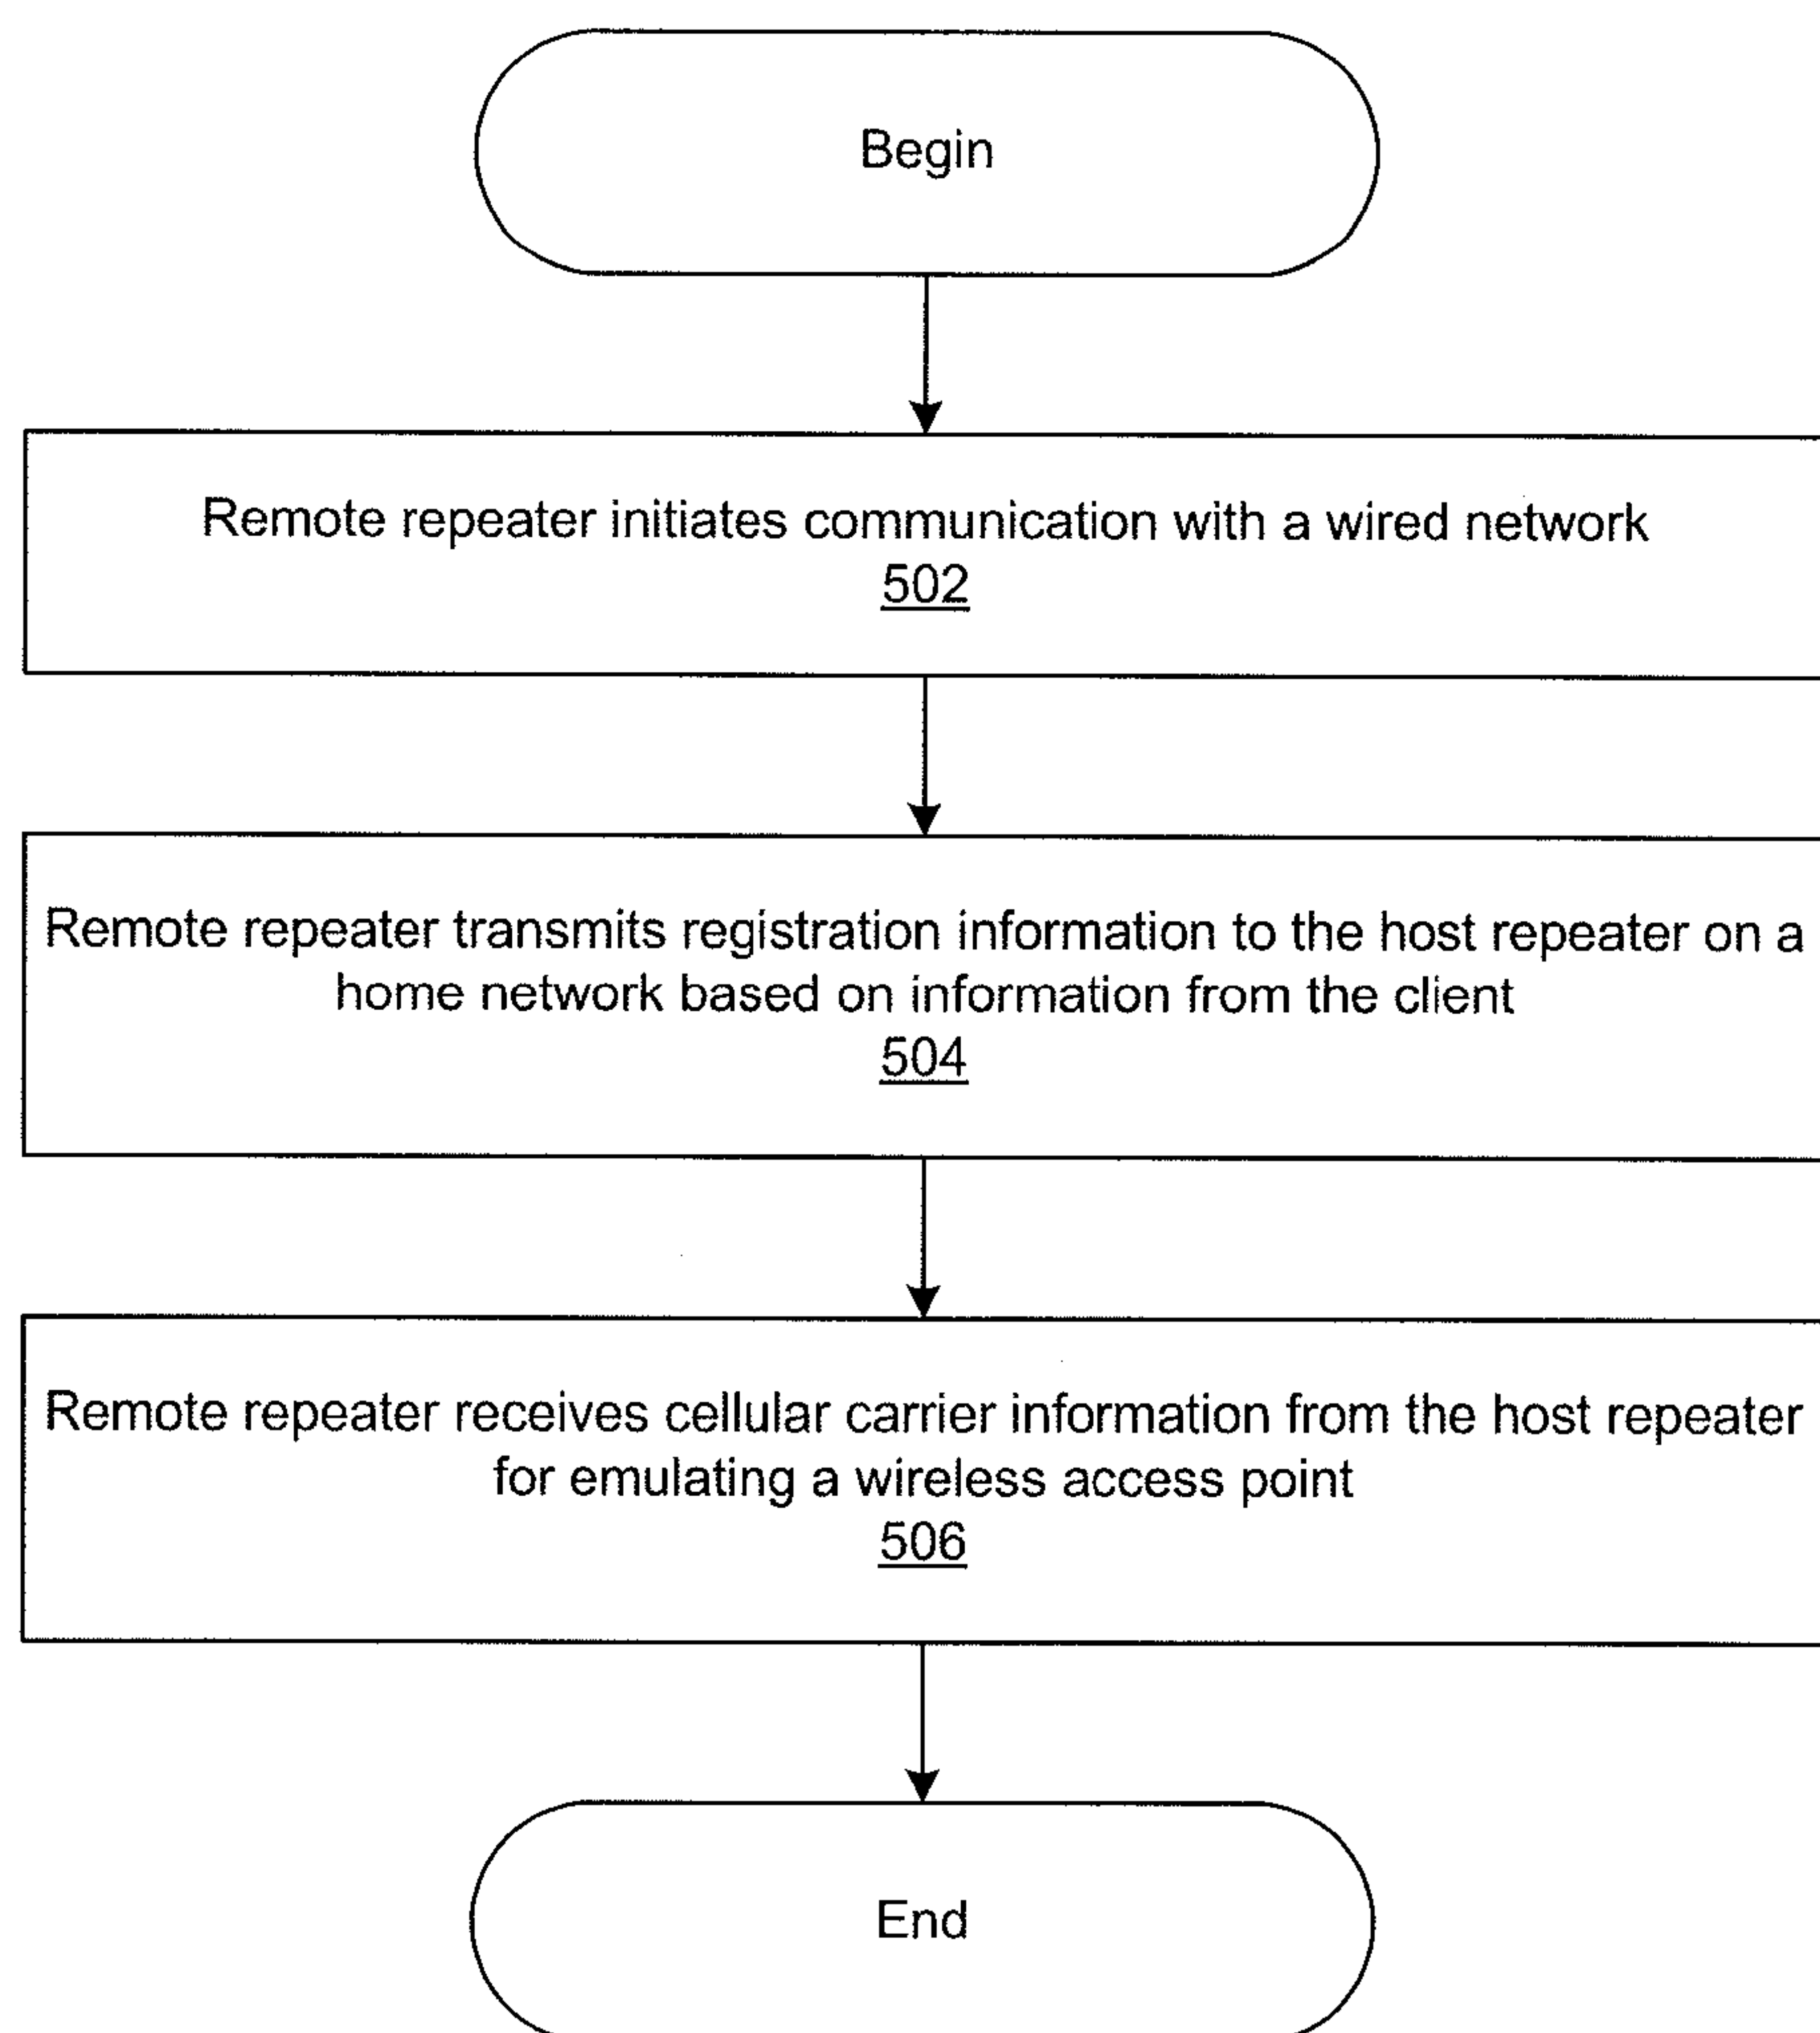 Begin
Remote repeater initiates communication with a wired network
502
Remote repeater transmits registration information to the host repeater on a
home network based on information from the client
504
Remote repeater receives cellular carrier information from the host repeater
for emulating a wireless access point
506
End